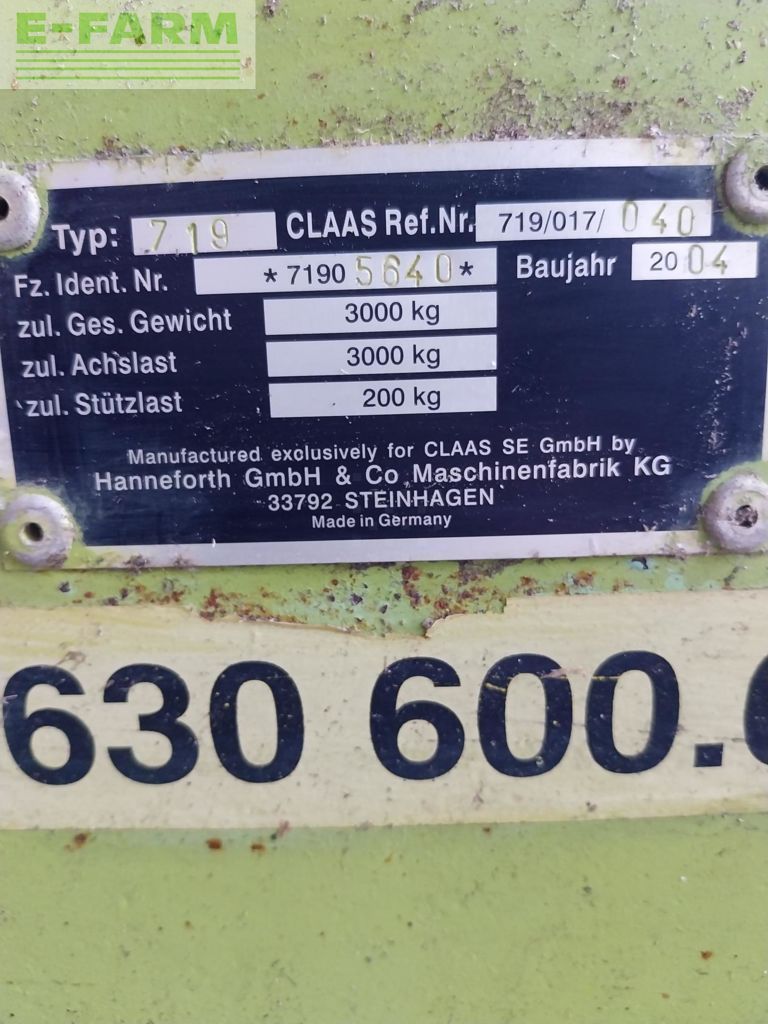 E-FARM
Typ: 719 CLAAS Ref.Nr. 719/017/040
Fz. Ident. Nr. *71905640* Baujahr 2004
zul. Ges. Gewicht 3000 kg
zul. Achslast 3000 kg
zul. Stützlast 200 kg
Manufactured exclusively for CLAAS SE GmbH by
Hanneforth GmbH & Co Maschinenfabrik KG
33792 STEINHAGEN
Made in Germany
630 600.